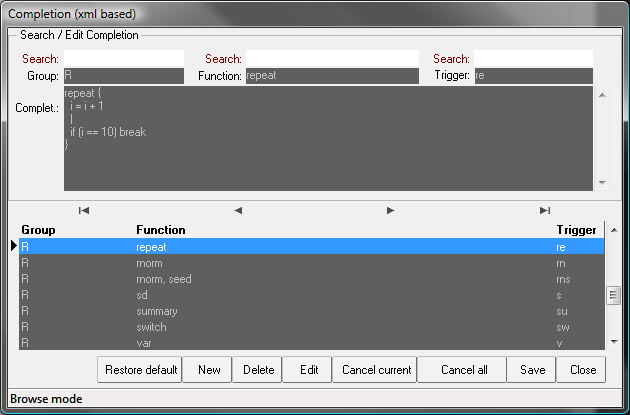 Completion (xml based)
Search / Edit Completion
Search: Search: Search:
Group: R Function: repeat Trigger: re
Complet.: repeat {
i = i + 1
|
if (i == 10) break
}
Group Function Trigger
R repeat re
R rnorm rn
R rnorm, seed rns
R sd s
R summary su
R switch sw
R var v
Restore default New Delete Edit Cancel current Cancel all Save Close
Browse mode